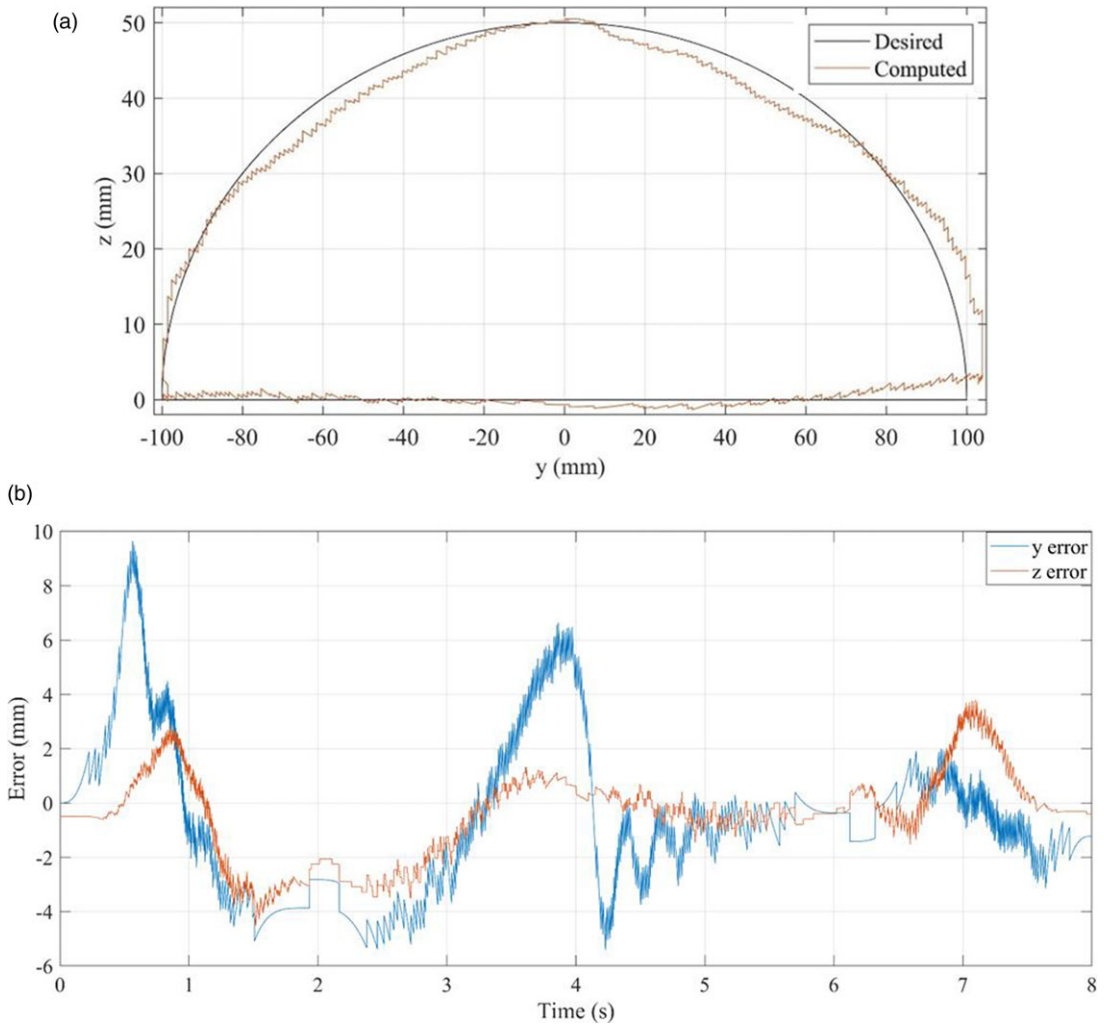 (a)
50
40
30
20
10
0
z (mm)
Desired
Computed
-100 -80 -60 -40 -20 0 20 40 60 80 100
y (mm)
(b)
10
8
6
4
2
0
-2
-4
-6
Error (mm)
y error
z error
0 1 2 3 4 5 6 7 8
Time (s)